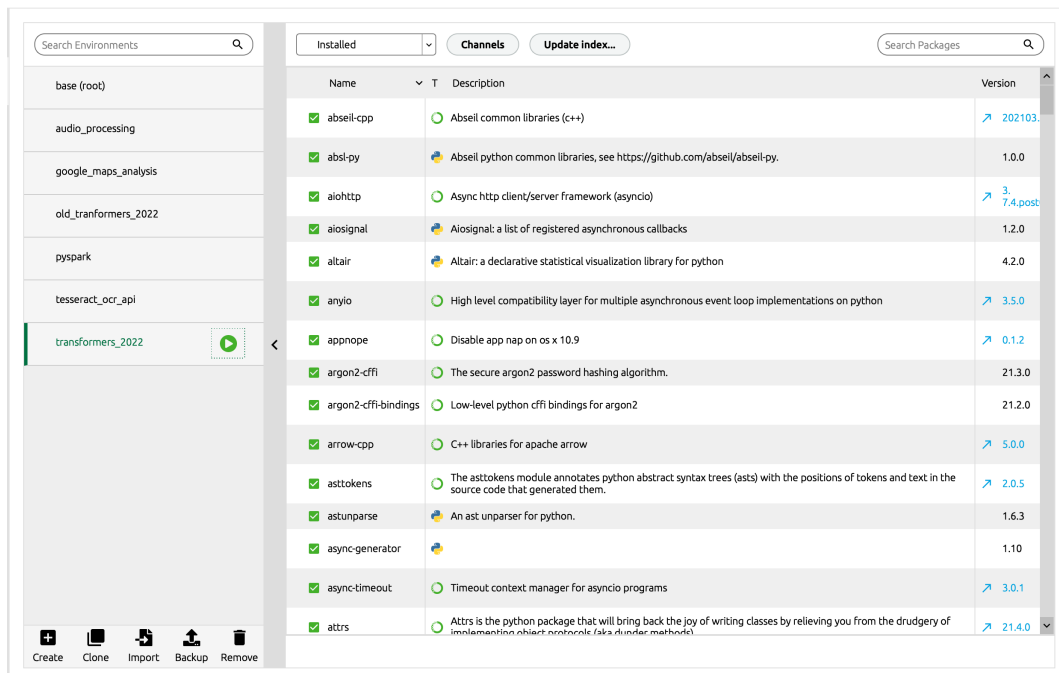 Search Environments
Installed
Channels
Update index...
Search Packages
base (root)
audio_processing
google_maps_analysis
old_tranformers_2022
pyspark
tesseract_ocr_api
transformers_2022
Create
Clone
Import
Backup
Remove
Name T Description Version
abseil-cpp Abseil common libraries (c++) 202103.
absl-py Abseil python common libraries, see https://github.com/abseil/abseil-py. 1.0.0
aiohttp Async http client/server framework (asyncio) 3.
7.4.post
aiosignal Aiosignal: a list of registered asynchronous callbacks 1.2.0
altair Altair: a declarative statistical visualization library for python 4.2.0
anyio High level compatibility layer for multiple asynchronous event loop implementations on python 3.5.0
appnope Disable app nap on os x 10.9 0.1.2
argon2-cffi The secure argon2 password hashing algorithm. 21.3.0
argon2-cffi-bindings Low-level python cffi bindings for argon2 21.2.0
arrow-cpp C++ libraries for apache arrow 5.0.0
asttokens The asttokens module annotates python abstract syntax trees (asts) with the positions of tokens and text in the
source code that generated them. 2.0.5
astunparse An ast unparser for python. 1.6.3
async-generator 1.10
async-timeout Timeout context manager for asyncio programs 3.0.1
attrs Attrs is the python package that will bring back the joy of writing classes by relieving you from the drudgery of
implementing object protocols (aka dunder methods) 21.4.0